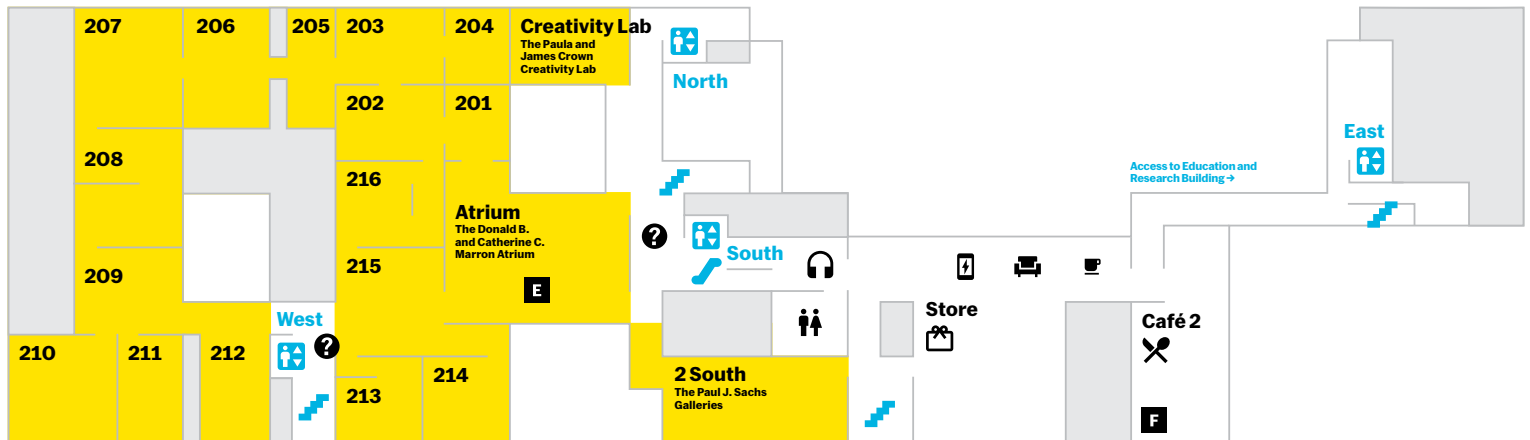 207
206
205
203
204
Creativity Lab
The Paula and
James Crown
Creativity Lab
North
202
201
East
208
Access to Education and
Research Building →
216
Atrium
The Donald B.
and Catherine C.
Marron Atrium
?
South
215
209
E
West
?
Store
Café 2
210
211
212
213
214
2 South
The Paul J. Sachs
Galleries
F